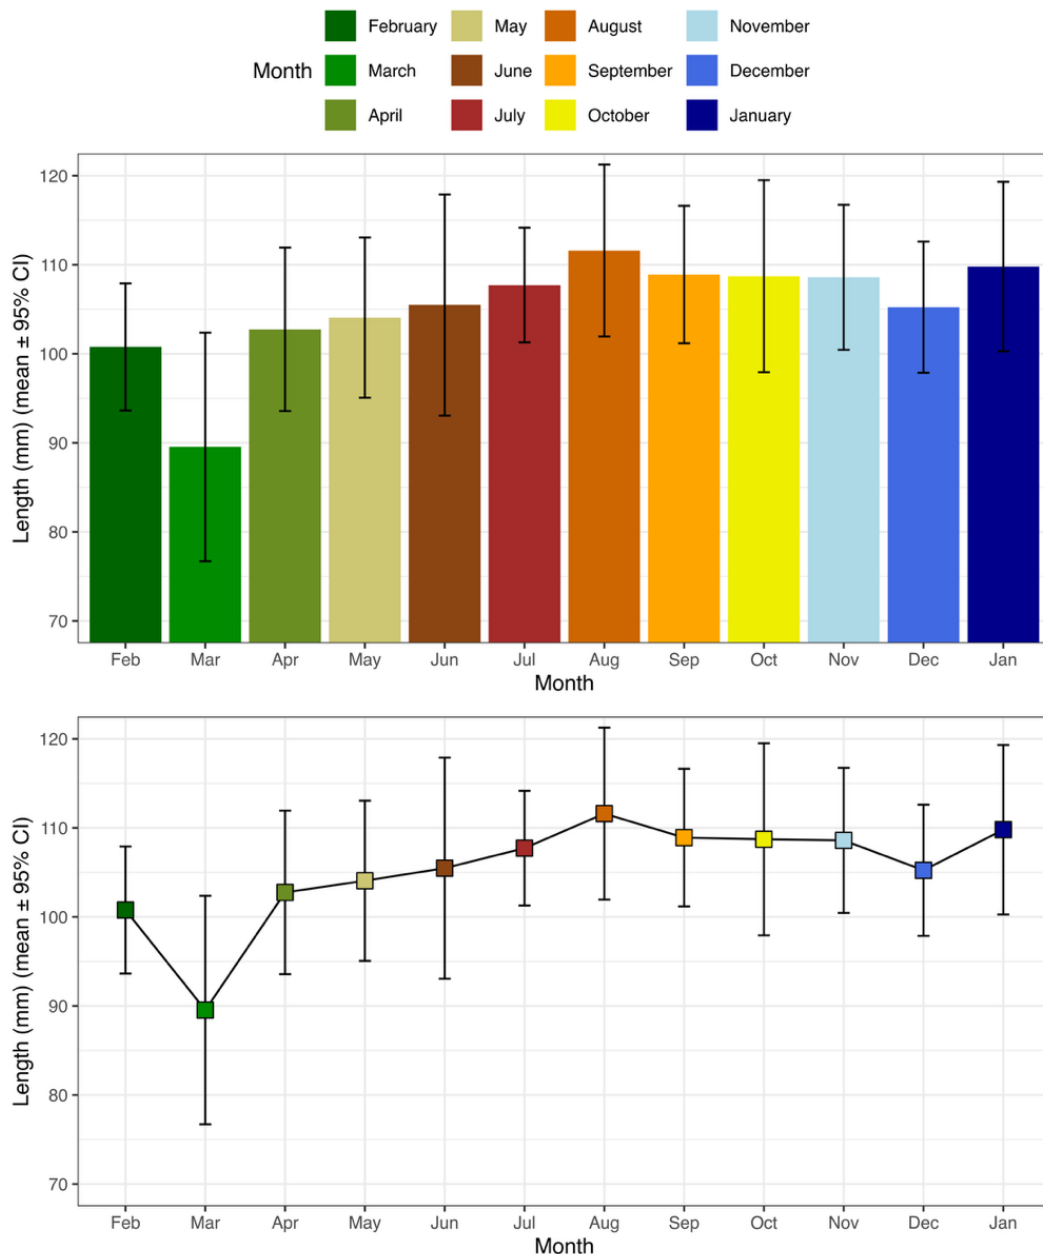 February May August November
Month March June September December
April July October January
120
110
100
90
80
70
Length (mm) (mean ± 95% CI)
Feb Mar Apr May Jun Jul Aug Sep Oct Nov Dec Jan
Month
120
110
100
90
80
70
Length (mm) (mean ± 95% CI)
Feb Mar Apr May Jun Jul Aug Sep Oct Nov Dec Jan
Month